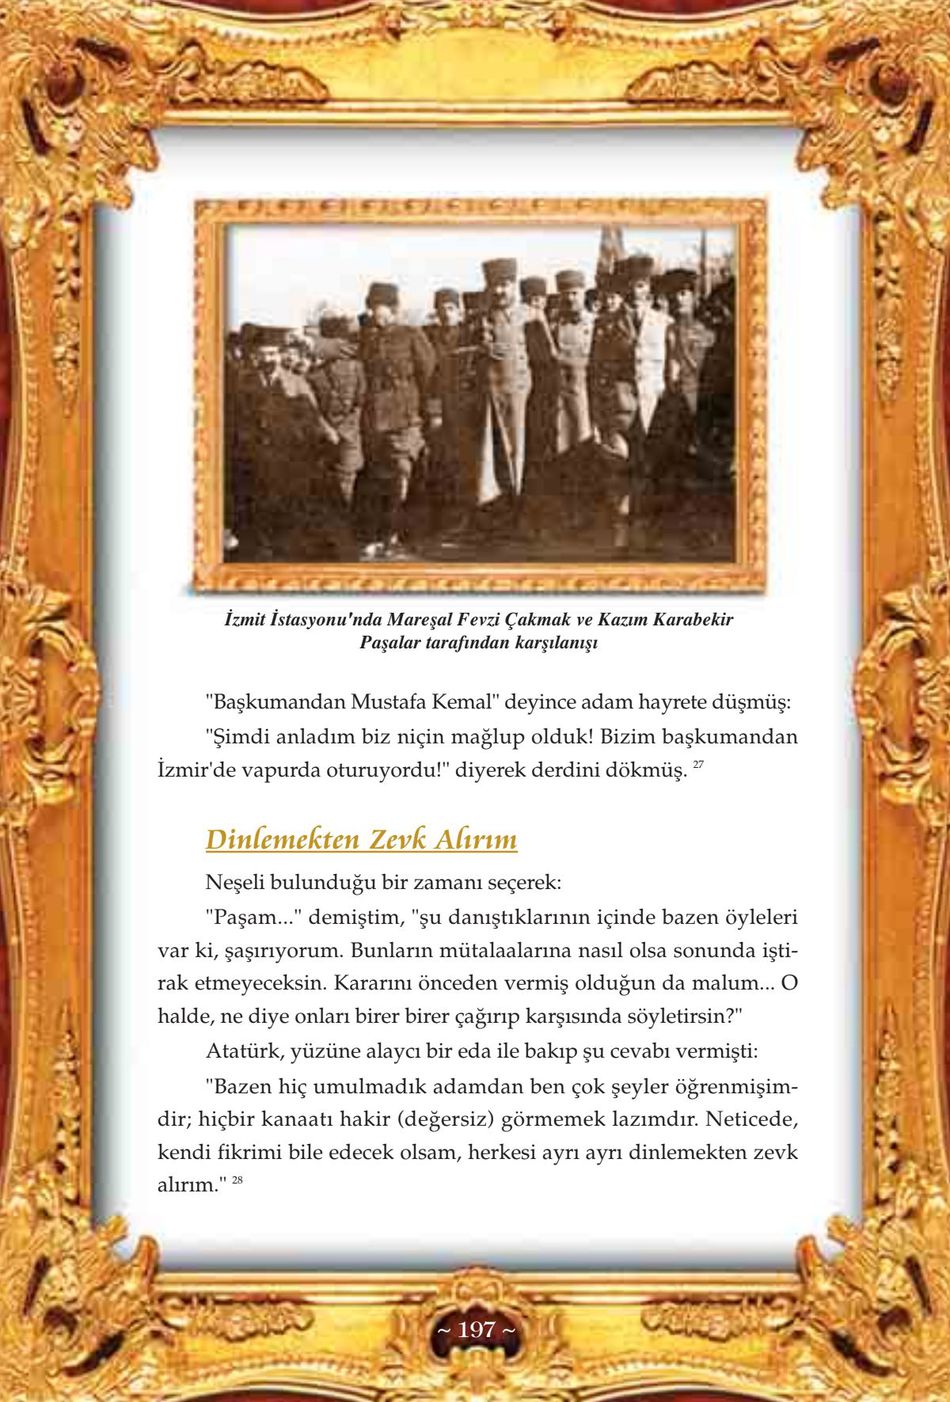 İzmit İstasyonu'nda Mareşal Fevzi Çakmak ve Kazım Karabekir
Paşalar tarafından karşılanışı
"Başkumandan Mustafa Kemal" deyince adam hayrete düşmüş:
"Şimdi anladım biz niçin mağlup olduk! Bizim başkumandan
İzmir'de vapurda oturuyordu!" diyerek derdini dökmüş. 27
Dinlemekten Zevk Alırım
Neşeli bulunduğu bir zamanı seçerek:
"Paşam..." demiştim, "şu danıştıklarının içinde bazen öyleleri
var ki, şaşırıyorum. Bunların mütalaalarına nasıl olsa sonunda işti-
rak etmeyeceksin. Kararını önceden vermiş olduğun da malum... O
halde, ne diye onları birer birer çağırıp karşısında söyletirsin?"
Atatürk, yüzüne alaycı bir eda ile bakıp şu cevabı vermişti:
"Bazen hiç umulmadık adamdan ben çok şeyler öğrenmişim-
dir; hiçbir kanaatı hakir (değersiz) görmemek lazımdır. Neticede,
kendi fikrimi bile edecek olsam, herkesi ayrı ayrı dinlemekten zevk
alırım." 28
~ 197 ~